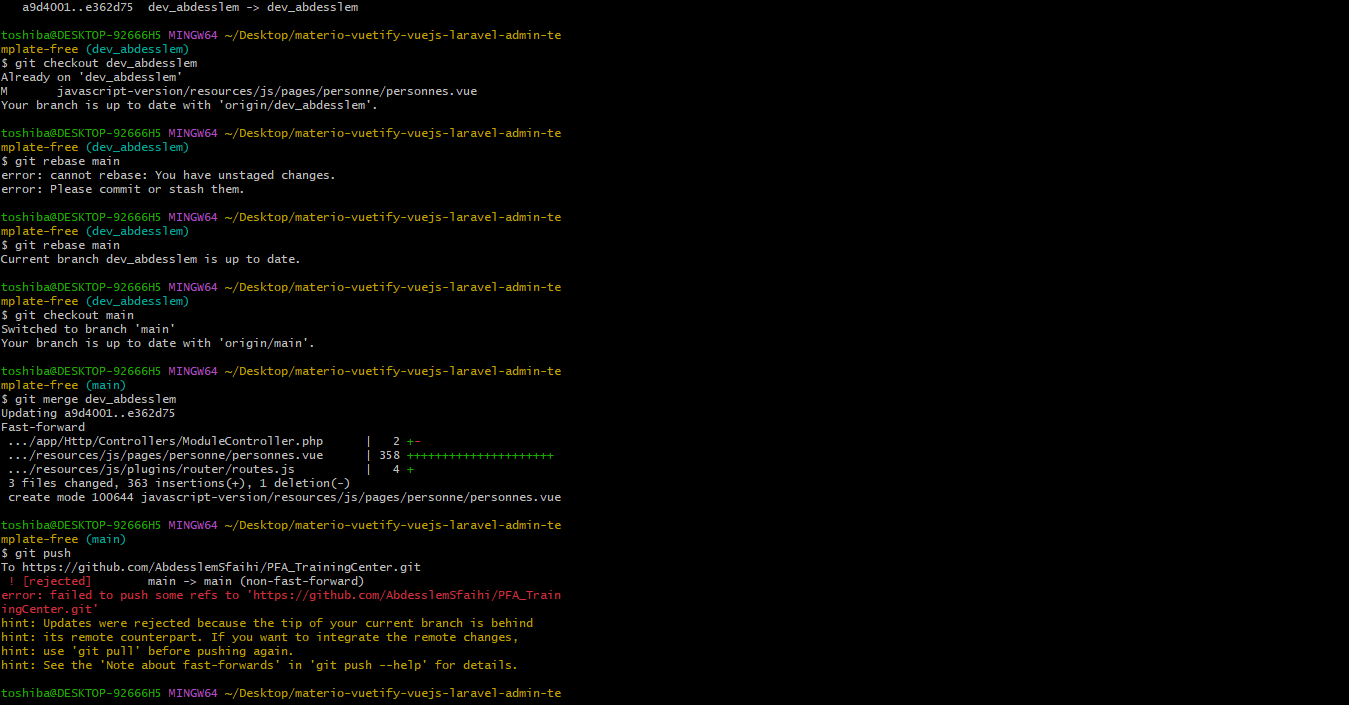 a9d4001..e362d75  dev_abdesslem -> dev_abdesslem
toshiba@DESKTOP-92666H5 MINGW64 ~/Desktop/materio-vuetify-vuejs-laravel-admin-te
mplate-free (dev_abdesslem)
$ git checkout dev_abdesslem
Already on 'dev_abdesslem'
M       javascript-version/resources/js/pages/personne/personnes.vue
Your branch is up to date with 'origin/dev_abdesslem'.
toshiba@DESKTOP-92666H5 MINGW64 ~/Desktop/materio-vuetify-vuejs-laravel-admin-te
mplate-free (dev_abdesslem)
$ git rebase main
error: cannot rebase: You have unstaged changes.
error: Please commit or stash them.
toshiba@DESKTOP-92666H5 MINGW64 ~/Desktop/materio-vuetify-vuejs-laravel-admin-te
mplate-free (dev_abdesslem)
$ git rebase main
Current branch dev_abdesslem is up to date.
toshiba@DESKTOP-92666H5 MINGW64 ~/Desktop/materio-vuetify-vuejs-laravel-admin-te
mplate-free (dev_abdesslem)
$ git checkout main
Switched to branch 'main'
Your branch is up to date with 'origin/main'.
toshiba@DESKTOP-92666H5 MINGW64 ~/Desktop/materio-vuetify-vuejs-laravel-admin-te
mplate-free (main)
$ git merge dev_abdesslem
Updating a9d4001..e362d75
Fast-forward
 .../app/Http/Controllers/ModuleController.php      |   2 +-
 .../resources/js/pages/personne/personnes.vue      | 358 +++++++++++++++++++++
 .../resources/js/plugins/router/routes.js          |   4 +
 3 files changed, 363 insertions(+), 1 deletion(-)
 create mode 100644 javascript-version/resources/js/pages/personne/personnes.vue
toshiba@DESKTOP-92666H5 MINGW64 ~/Desktop/materio-vuetify-vuejs-laravel-admin-te
mplate-free (main)
$ git push
To https://github.com/AbdesslemSfaihi/PFA_TrainingCenter.git
 ! [rejected]        main -> main (non-fast-forward)
error: failed to push some refs to 'https://github.com/AbdesslemSfaihi/PFA_Train
ingCenter.git'
hint: Updates were rejected because the tip of your current branch is behind
hint: its remote counterpart. If you want to integrate the remote changes,
hint: use 'git pull' before pushing again.
hint: See the 'Note about fast-forwards' in 'git push --help' for details.
toshiba@DESKTOP-92666H5 MINGW64 ~/Desktop/materio-vuetify-vuejs-laravel-admin-te